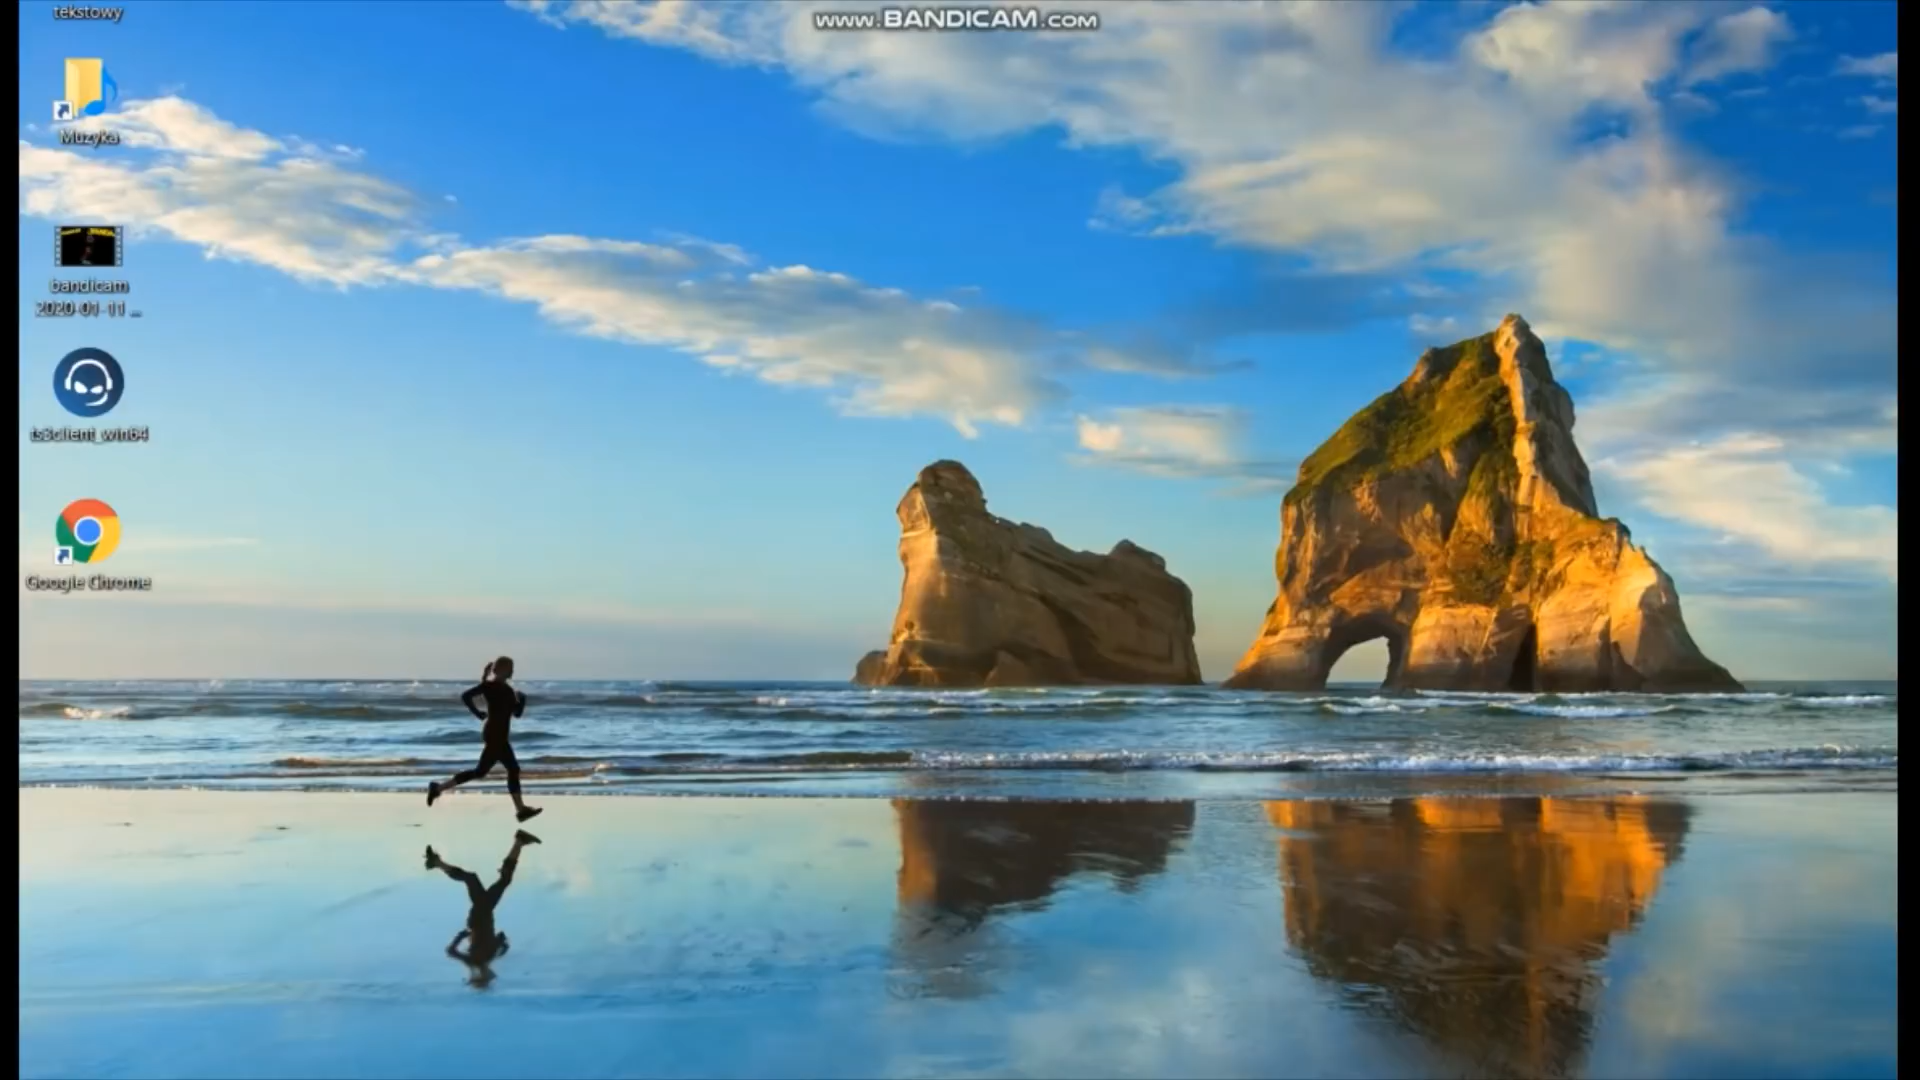 tekstowy
www.BANDICAM.com
Muzyka
bandicam
2020-01-11 ...
ts3client_win64
Google Chrome